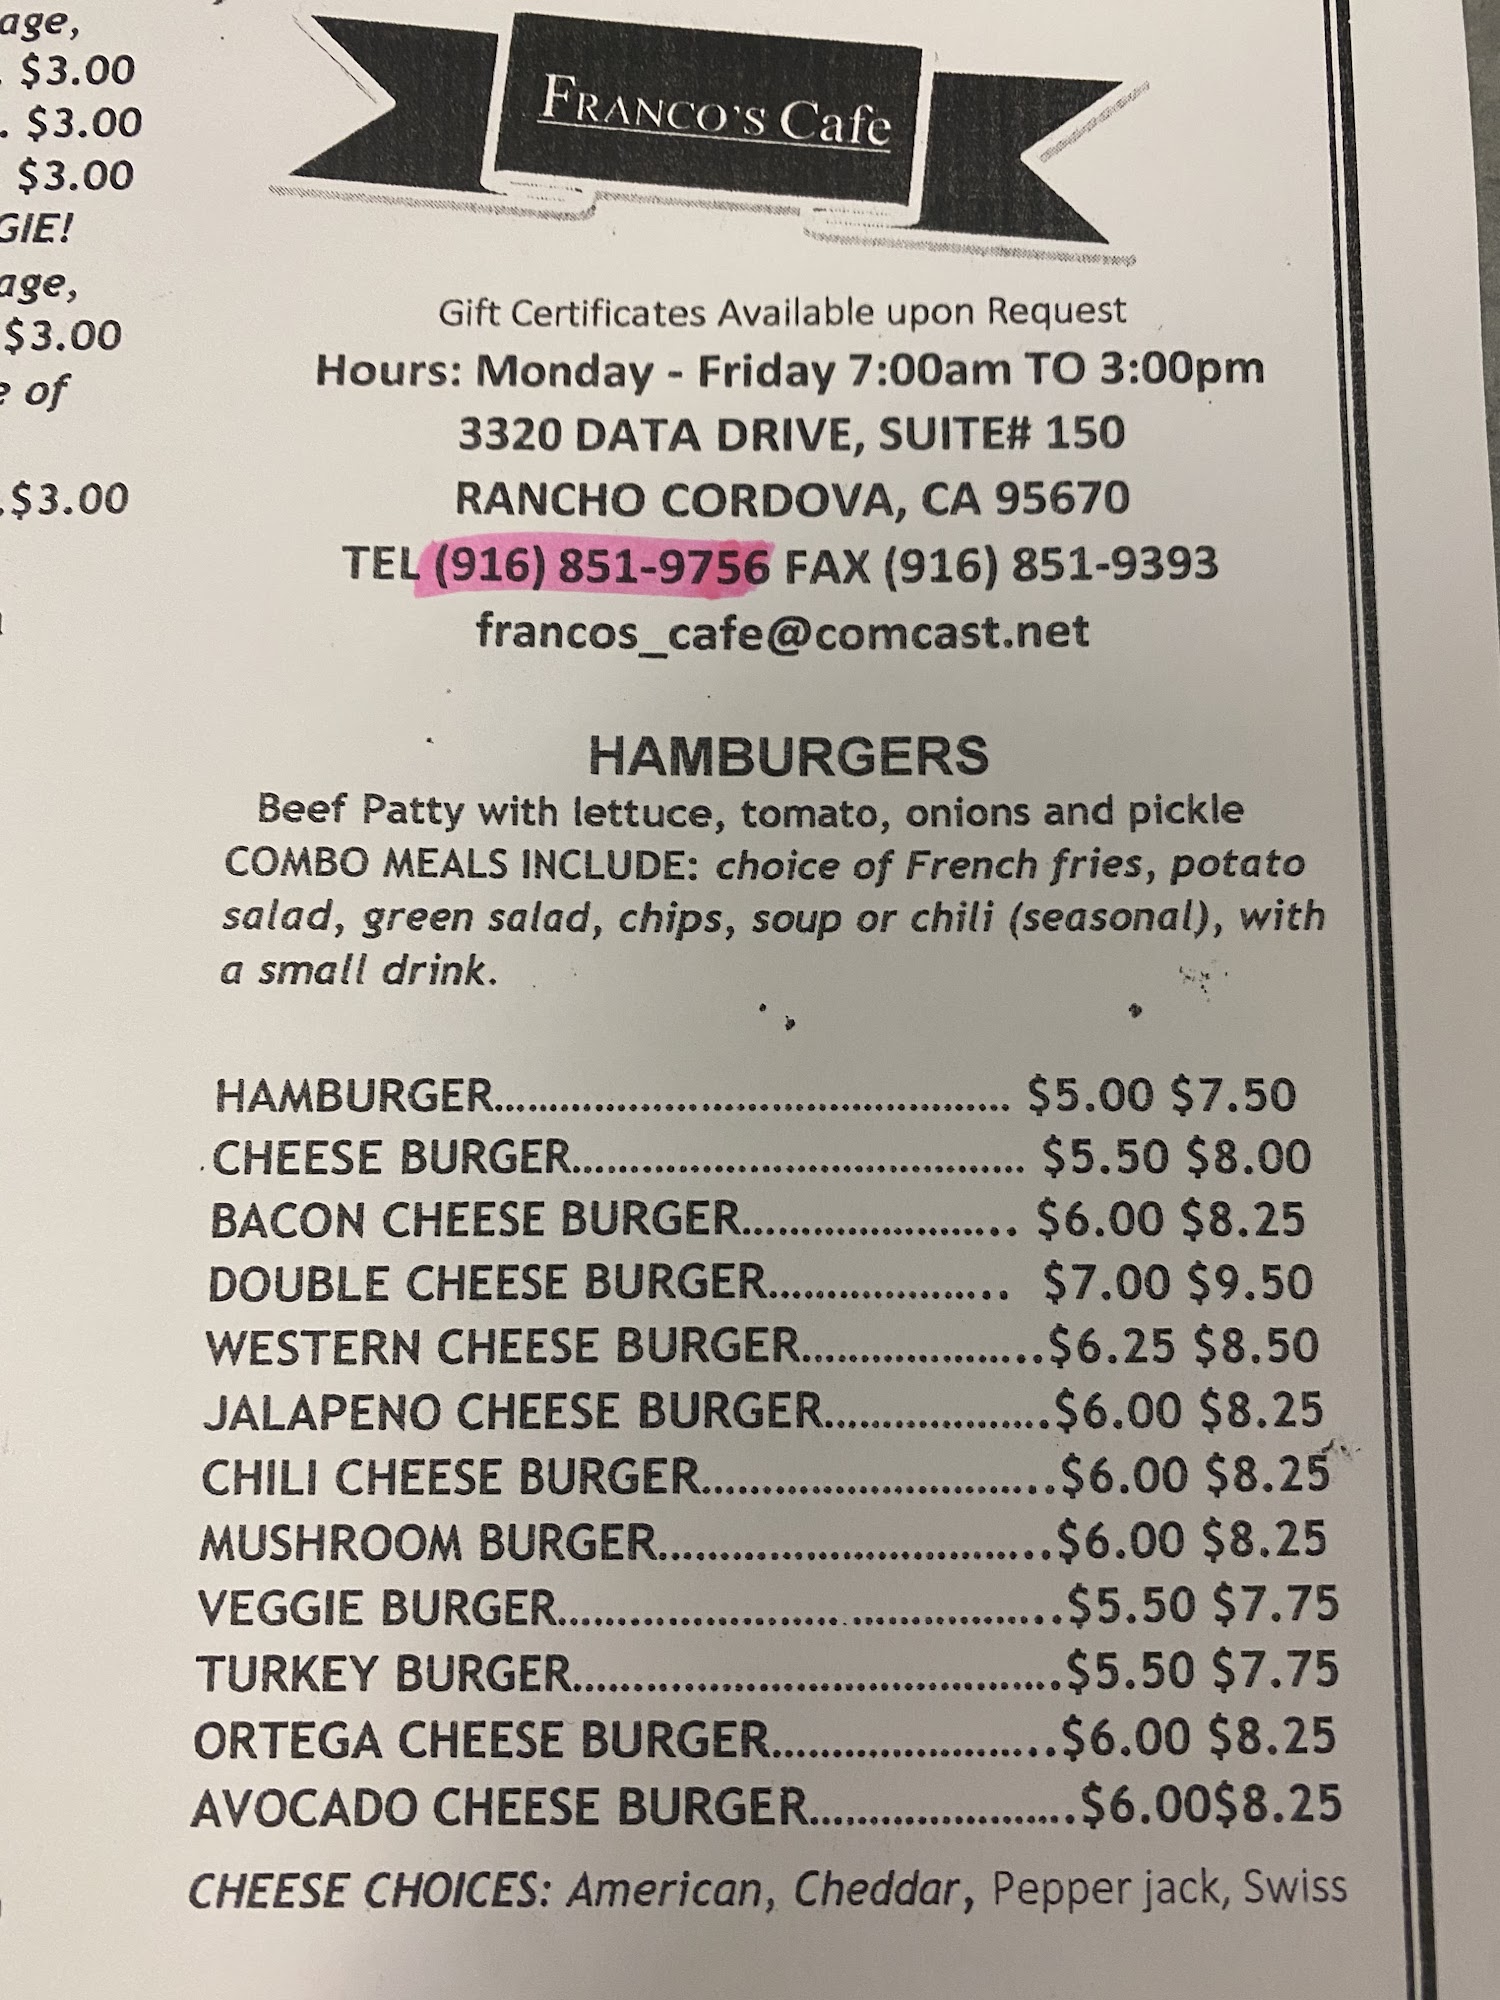 age,
. $3.00
. $3.00
$3.00
GIE!
age,
$3.00
e of
.$3.00
FRANCO'S Cafe
Gift Certificates Available upon Request
Hours: Monday - Friday 7:00am TO 3:00pm
3320 DATA DRIVE, SUITE# 150
RANCHO CORDOVA, CA 95670
TEL (916) 851-9756 FAX (916) 851-9393
francos_cafe@comcast.net
HAMBURGERS
Beef Patty with lettuce, tomato, onions and pickle
COMBO MEALS INCLUDE: choice of French fries, potato
salad, green salad, chips, soup or chili (seasonal), with
a small drink.
HAMBURGER............................................. $5.00 $7.50
CHEESE BURGER....................................... $5.50 $8.00
BACON CHEESE BURGER........................ $6.00 $8.25
DOUBLE CHEESE BURGER..................... $7.00 $9.50
WESTERN CHEESE BURGER.....................$6.25 $8.50
JALAPENO CHEESE BURGER...................$6.00 $8.25
CHILI CHEESE BURGER..............................$6.00 $8.25
MUSHROOM BURGER.................................$6.00 $8.25
VEGGIE BURGER...........................................$5.50 $7.75
TURKEY BURGER.........................................$5.50 $7.75
ORTEGA CHEESE BURGER........................$6.00 $8.25
AVOCADO CHEESE BURGER.......................$6.00$8.25
CHEESE CHOICES: American, Cheddar, Pepper jack, Swiss